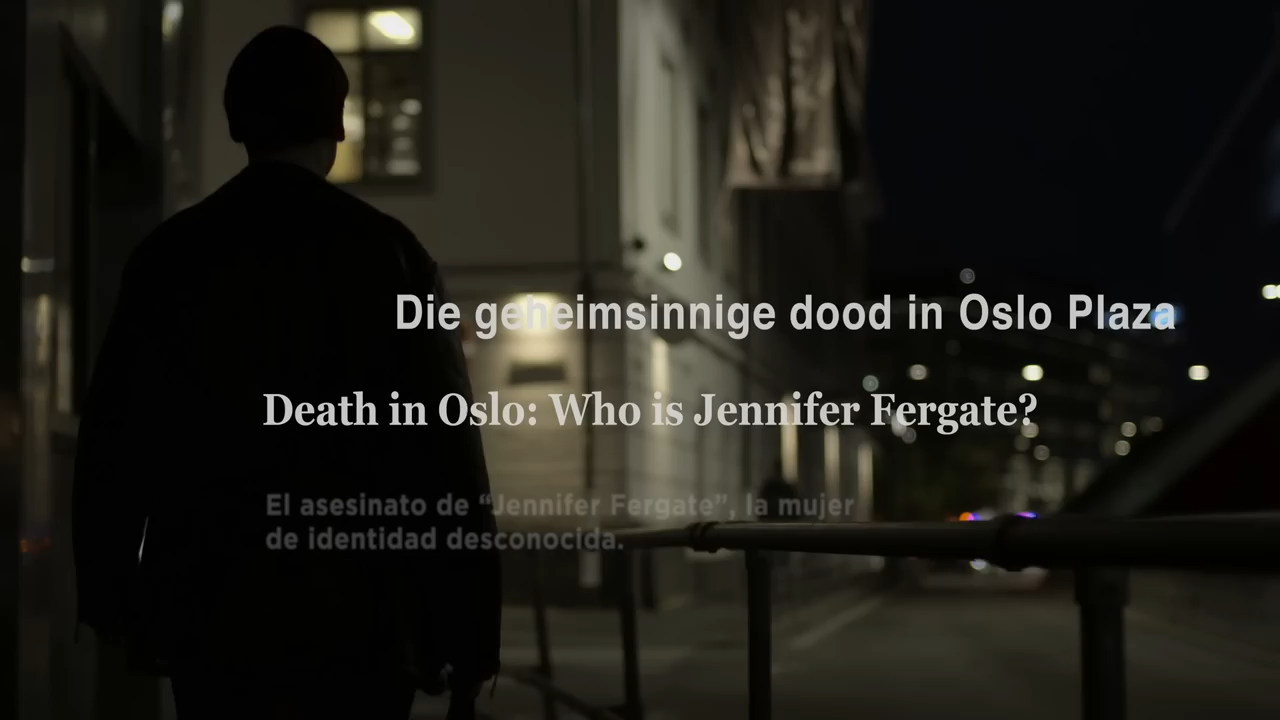 Die geheimsinnige dood in Oslo Plaza
Death in Oslo: Who is Jennifer Fergate?
El asesinato de “Jennifer Fergate”, la mujer
de identidad desconocida.